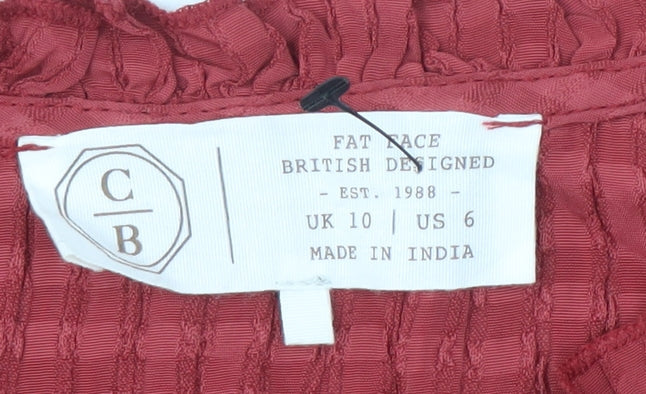 C
B
FAT FACE
BRITISH DESIGNED
- EST. 1988 -
UK 10 | US 6
MADE IN INDIA